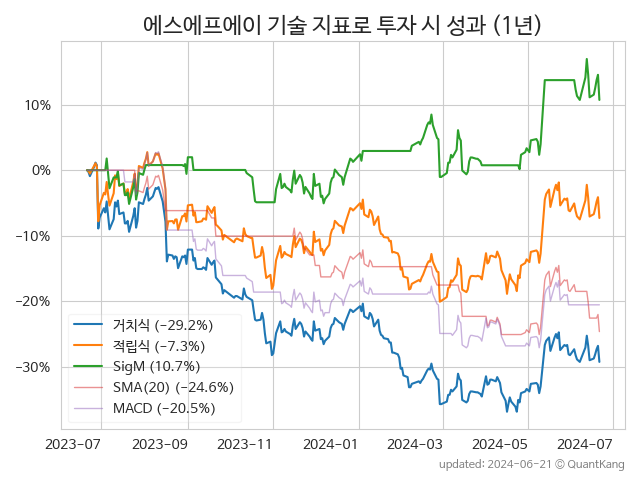 에스에프에이 기술 지표로 투자 시 성과 (1년)
10%
0%
−10%
−20%
−30%
거치식 (−29.2%)
적립식 (−7.3%)
SigM (10.7%)
SMA(20) (−24.6%)
MACD (−20.5%)
2023−07 2023−09 2023−11 2024−01 2024−03 2024−05 2024−07
updated: 2024−06−21 @ QuantKang